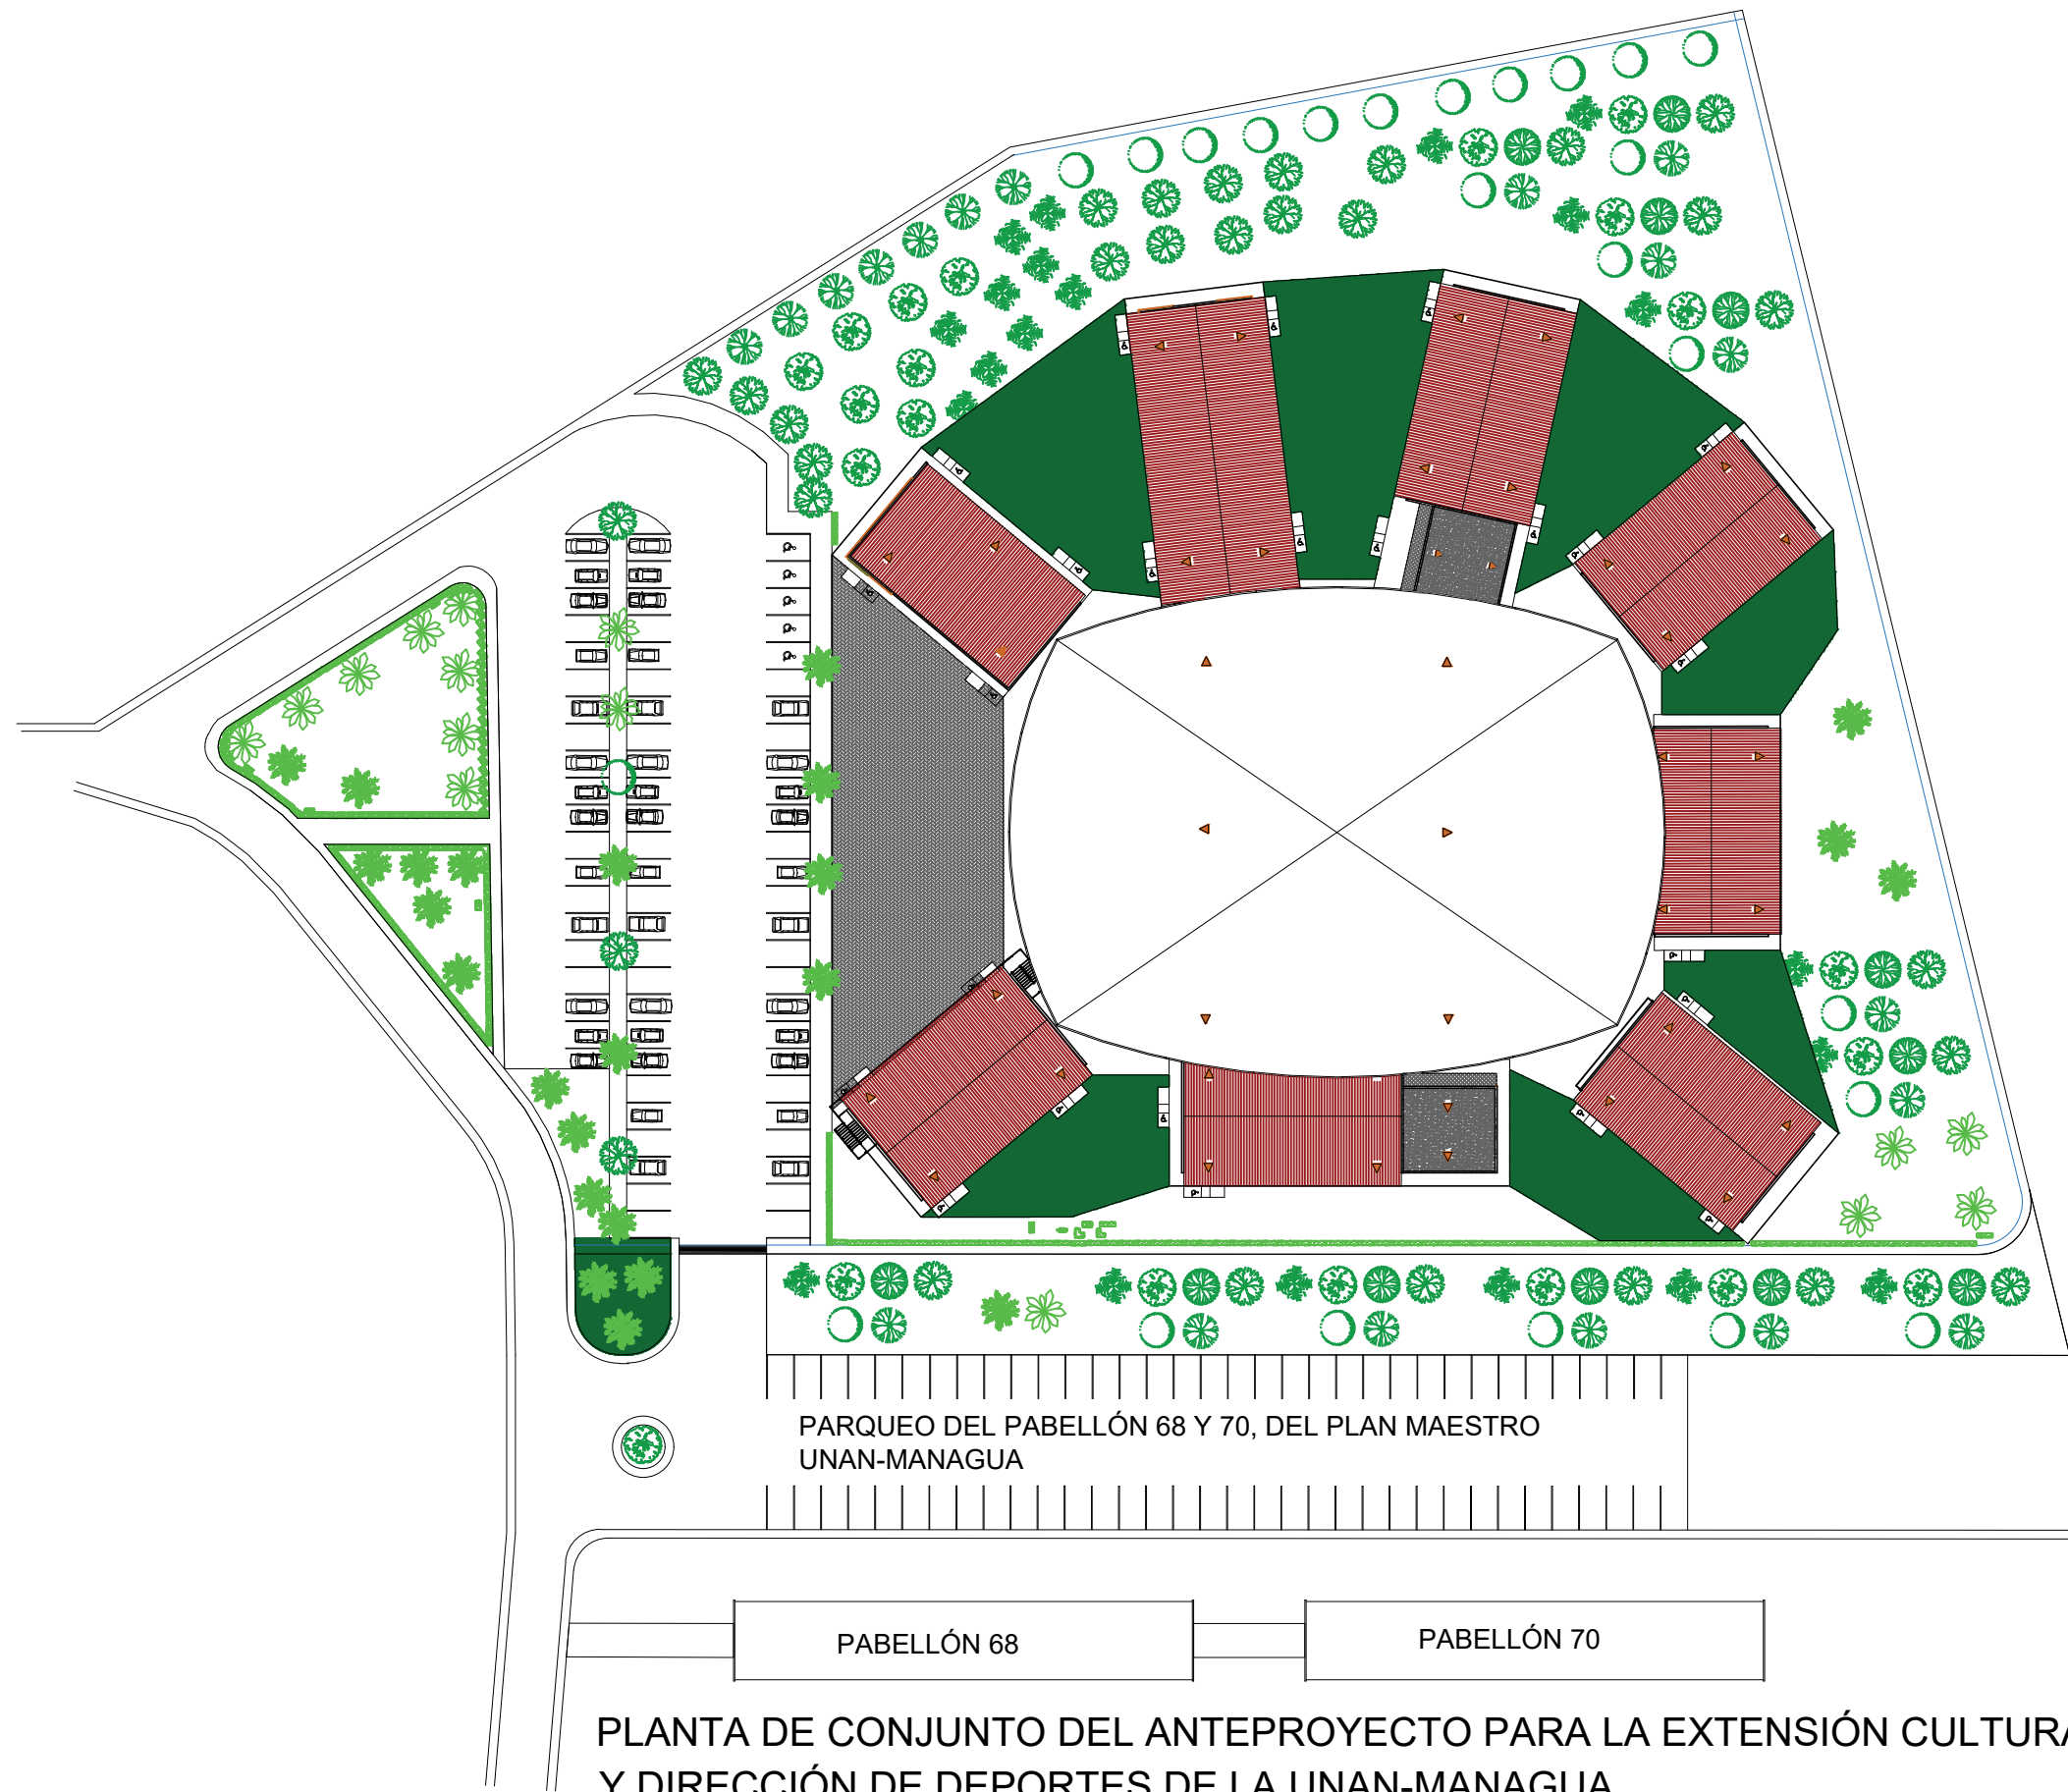 PARQUEO DEL PABELLÓN 68 Y 70, DEL PLAN MAESTRO
UNAN-MANAGUA
PABELLÓN 68
PABELLÓN 70
PLANTA DE CONJUNTO DEL ANTEPROYECTO PARA LA EXTENSIÓN CULTURA
Y DIRECCIÓN DE DEPORTES DE LA UNAN-MANAGUA